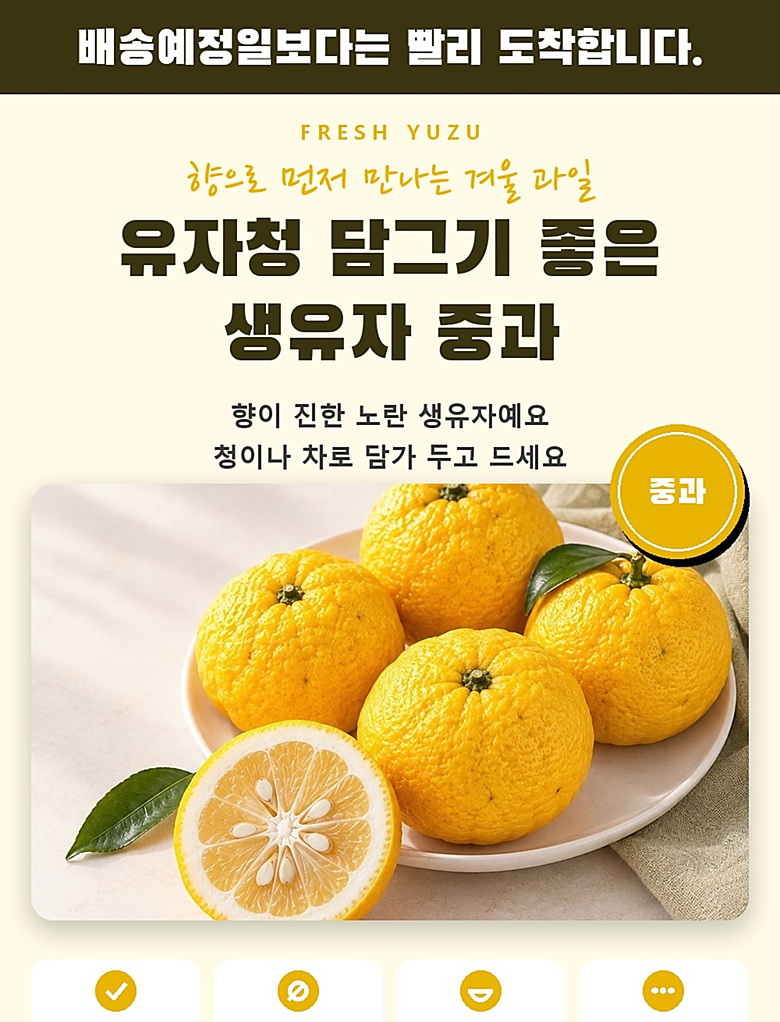 배송예정일보다는 빨리 도착합니다.
FRESH YUZU
향으로 먼저 만나는 겨울 과일
유자청 담그기 좋은
생유자 중과
향이 진한 노란 생유자예요
청이나 차로 담가 두고 드세요
중과